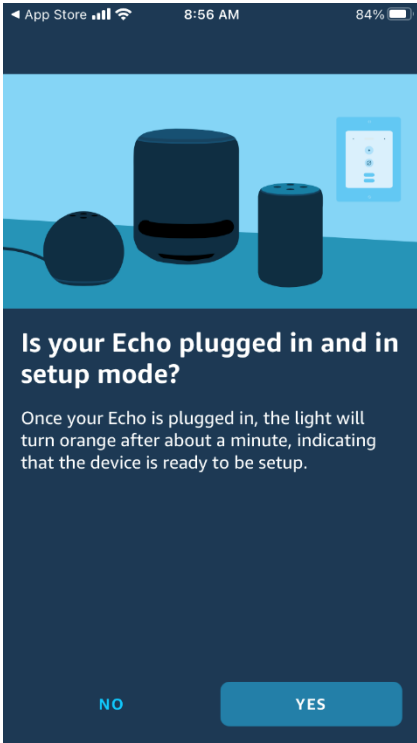 ◀ App Store 8:56 AM 84%
Is your Echo plugged in and in
setup mode?
Once your Echo is plugged in, the light will
turn orange after about a minute, indicating
that the device is ready to be setup.
NO YES